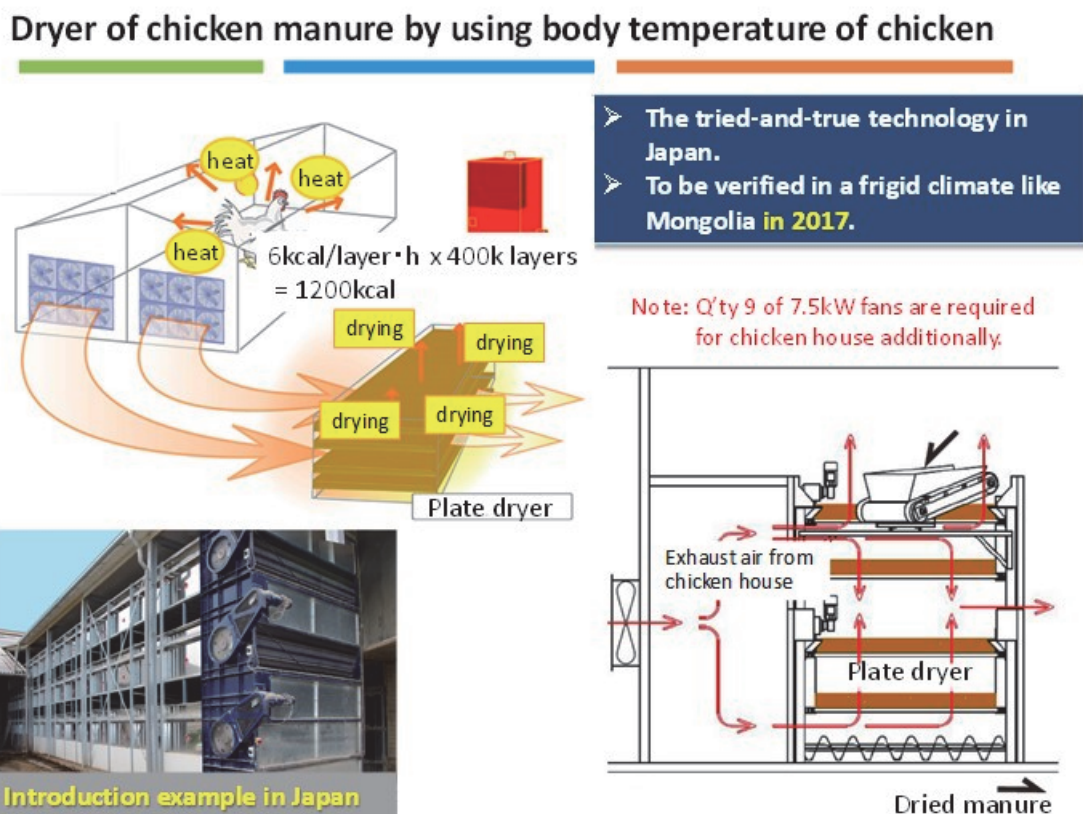 Dryer of chicken manure by using body temperature of chicken
➢ The tried-and-true technology in
Japan.
➢ To be verified in a frigid climate like
Mongolia in 2017.
heat
heat
heat
6kcal/layer・h x 400k layers
= 1200kcal
drying
drying
drying
drying
Plate dryer
Note: Q'ty 9 of 7.5kW fans are required
for chicken house additionally.
Exhaust air from
chicken house
Plate dryer
Dried manure
Introduction example in Japan